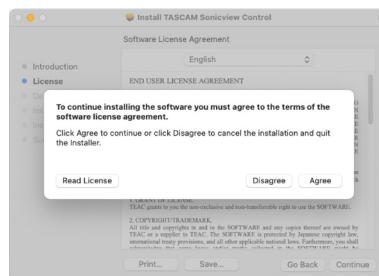 Install TASCAM Sonicview Control
Software License Agreement
English
Introduction
License
END USER LICENSE AGREEMENT
To continue installing the software you must agree to the terms of the
software license agreement.
Click Agree to continue or click Disagree to cancel the installation and quit
the Installer.
Read License
Disagree
Agree
1. GRANT OF LICENSE.
TEAC grants to you the non-exclusive and non-transferable right to use the SOFTWARE.
2. COPYRIGHT/TRADEMARK.
All title and copyrights in and to the SOFTWARE and any copies thereof are owned by
TEAC or a supplier to TEAC. The SOFTWARE is protected by Japanese copyright law,
international treaty provisions, and all other applicable national laws. Furthermore, you shall
Print...
Save...
Go Back
Continue